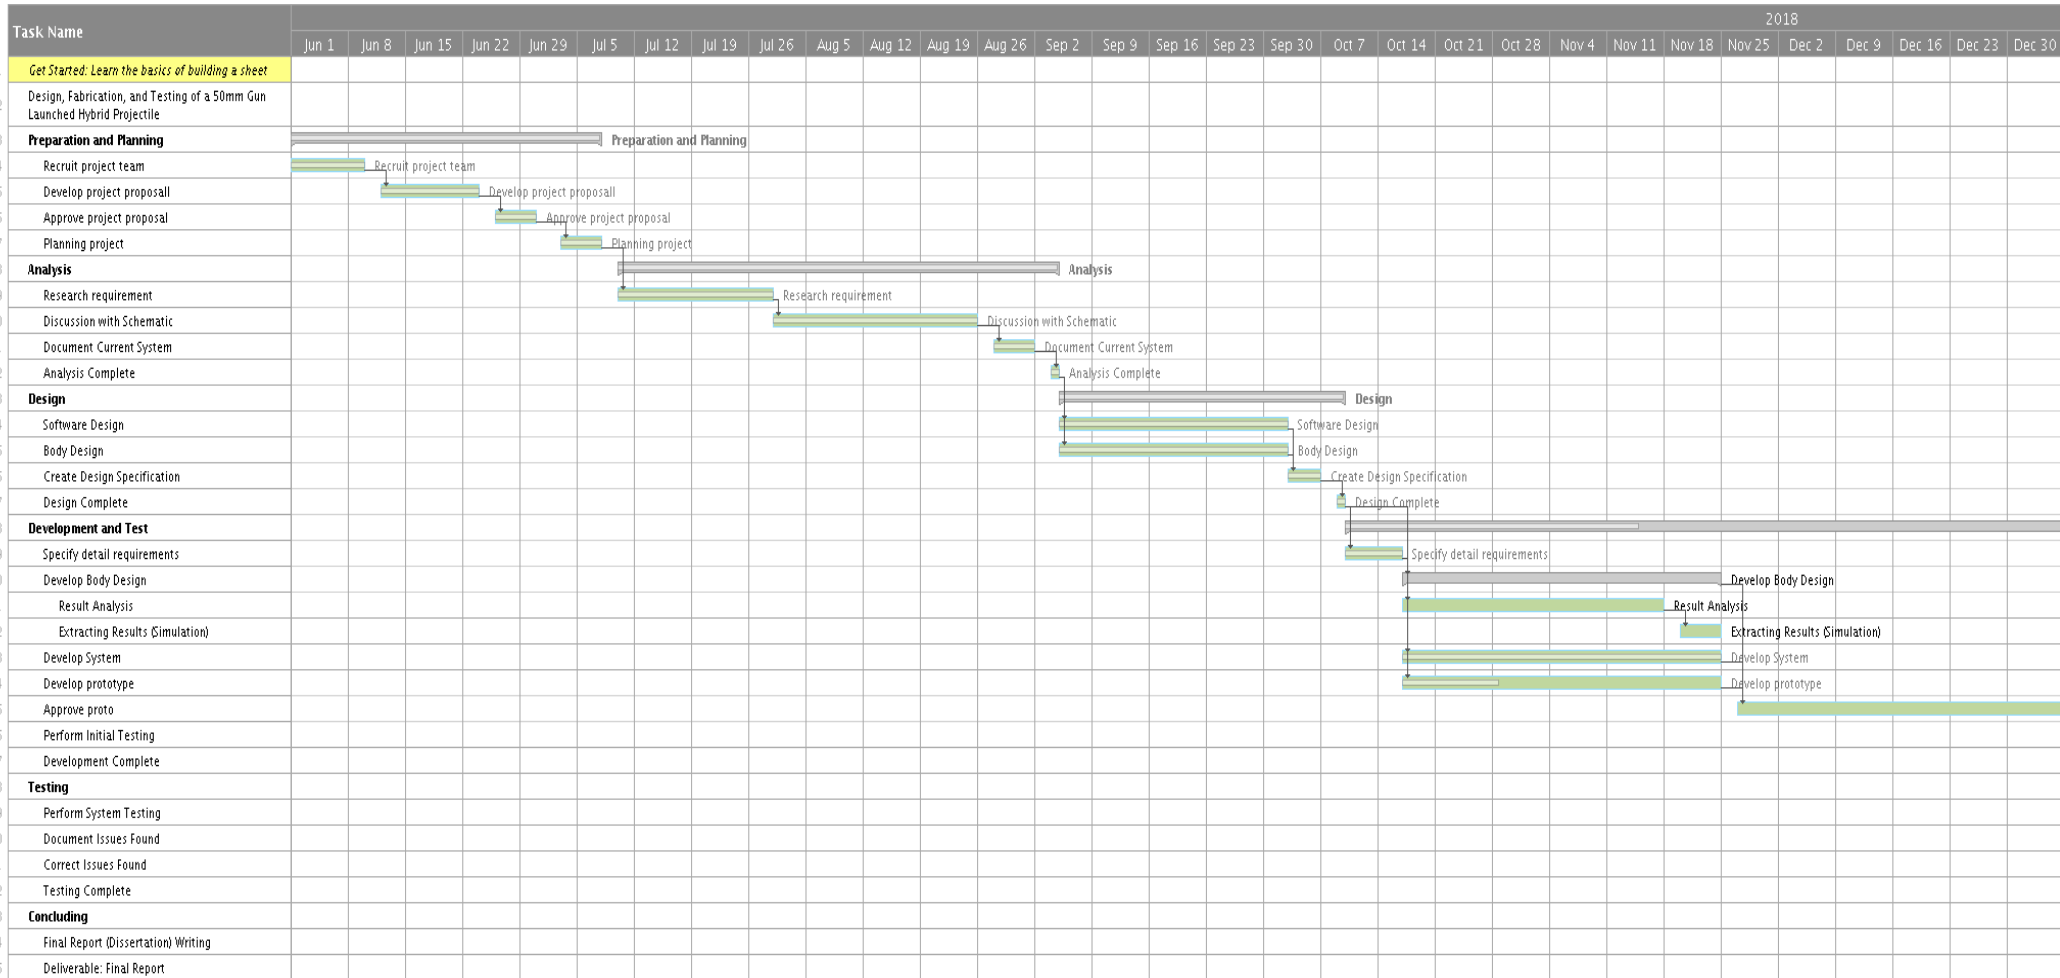 Task Name
2018
Jun 1 Jun 8 Jun 15 Jun 22 Jun 29 Jul 5 Jul 12 Jul 19 Jul 26 Aug 5 Aug 12 Aug 19 Aug 26 Sep 2 Sep 9 Sep 16 Sep 23 Sep 30 Oct 7 Oct 14 Oct 21 Oct 28 Nov 4 Nov 11 Nov 18 Nov 25 Dec 2 Dec 9 Dec 16 Dec 23 Dec 30
Get Started: Learn the basics of building a sheet
Design, Fabrication, and Testing of a 50mm Gun
Launched Hybrid Projectile
Preparation and Planning Preparation and Planning
Recruit project team Recruit project team
Develop project proposall Develop project proposall
Approve project proposal Approve project proposal
Planning project Planning project
Analysis Analysis
Research requirement Research requirement
Discussion with Schematic Discussion with Schematic
Document Current System Document Current System
Analysis Complete Analysis Complete
Design Design
Software Design Software Design
Body Design Body Design
Create Design Specification Create Design Specification
Design Complete Design Complete
Development and Test
Specify detail requirements Specify detail requirements
Develop Body Design Develop Body Design
Result Analysis Result Analysis
Extracting Results (Simulation) Extracting Results (Simulation)
Develop System Develop System
Develop prototype Develop prototype
Approve proto
Perform Initial Testing
Development Complete
Testing
Perform System Testing
Document Issues Found
Correct Issues Found
Testing Complete
Concluding
Final Report (Dissertation) Writing
Deliverable: Final Report